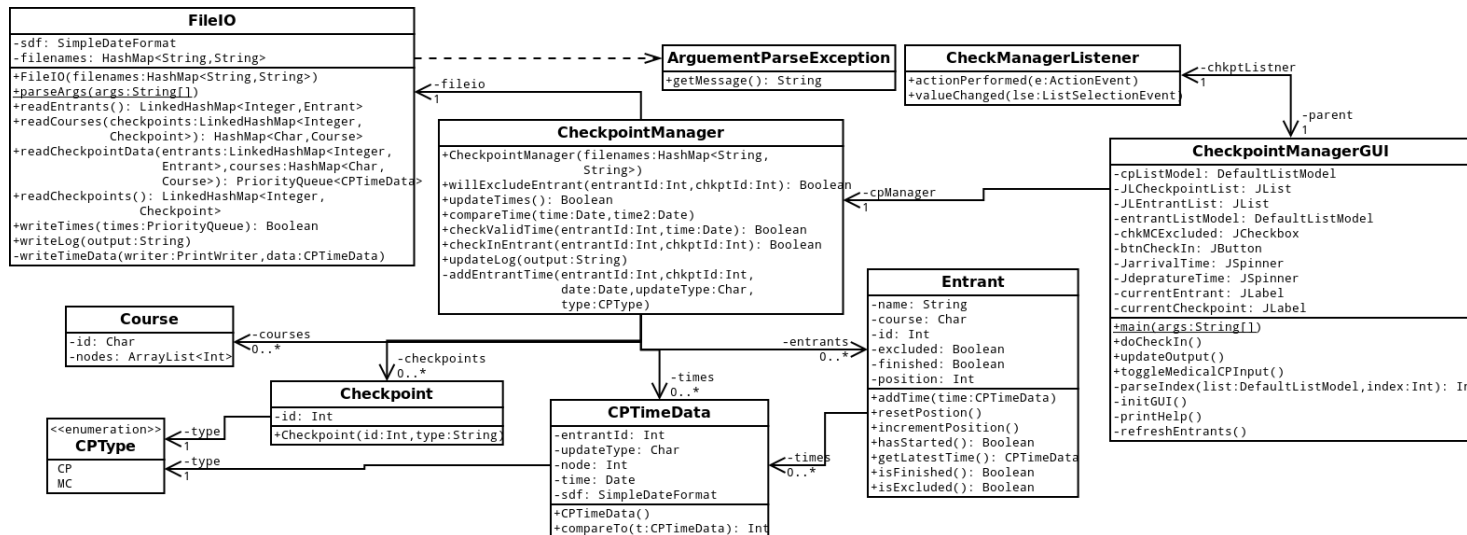 FileIO
-sdf: SimpleDateFormat
-filenames: HashMap<String,String>
+FileIO(filenames:HashMap<String,String>)
+parseArgs(args:String[])
+readEntrants(): LinkedHashMap<Integer,Entrant>
+readCourses(checkpoints:LinkedHashMap<Integer,
Checkpoint>): HashMap<Char,Course>
+readCheckpointData(entrants:LinkedHashMap<Integer,
Entrant>,courses:HashMap<Char,
Course>): PriorityQueue<CPTimeData>
+readCheckpoints(): LinkedHashMap<Integer,
Checkpoint>
+writeTimes(times:PriorityQueue): Boolean
+writeLog(output:String)
-writeTimeData(writer:PrintWriter,data:CPTimeData)
ArguementParseException
+getMessage(): String
CheckManagerListener
+actionPerformed(e:ActionEvent)
+valueChanged(lse:ListSelectionEvent)
-chkptListner
1
-parent
1
-fileio
1
CheckpointManager
+CheckpointManager(filenames:HashMap<String,
String>)
+willExcludeEntrant(entrantId:Int,chkptId:Int): Boolean
+updateTimes(): Boolean
+compareTime(time:Date,time2:Date)
+checkValidTime(entrantId:Int,time:Date): Boolean
+checkInEntrant(entrantId:Int,chkptId:Int): Boolean
+updateLog(output:String)
-addEntrantTime(entrantId:Int,chkptId:Int,
date:Date,updateType:Char,
type:CPType)
-cpManager
1
CheckpointManagerGUI
-cpListModel: DefaultListModel
-JLCheckpointList: JList
-JLEntrantList: JList
-entrantListModel: DefaultListModel
-chkMCExcluded: JCheckbox
-btnCheckIn: JButton
-JarrivalTime: JSpinner
-JdepratureTime: JSpinner
-currentEntrant: JLabel
-currentCheckpoint: JLabel
+main(args:String[])
+doCheckIn()
+updateOutput()
+toggleMedicalCPInput()
-parseIndex(list:DefaultListModel,index:Int): In
-initGUI()
-printHelp()
-refreshEntrants()
Course
-id: Char
-nodes: ArrayList<Int>
-courses
0..*
-checkpoints
0..*
-times
0..*
-entrants
0..*
Entrant
-name: String
-course: Char
-id: Int
-excluded: Boolean
-finished: Boolean
-position: Int
+addTime(time:CPTimeData)
+resetPostion()
+incrementPosition()
+hasStarted(): Boolean
+getLatestTime(): CPTimeData
+isFinished(): Boolean
+isExcluded(): Boolean
Checkpoint
-id: Int
+Checkpoint(id:Int,type:String)
<<enumeration>>
CPType
CP
MC
-type
1
-type
1
CPTimeData
-entrantId: Int
-updateType: Char
-node: Int
-time: Date
-sdf: SimpleDateFormat
+CPTimeData()
+compareTo(t:CPTimeData): Int
-times
0..*